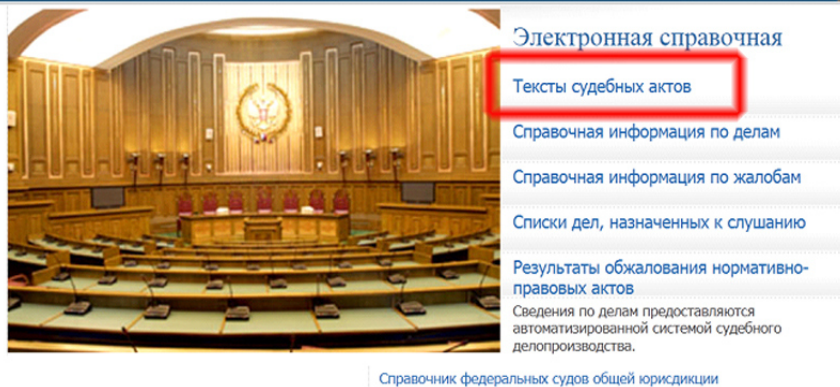 Электронная справочная
Тексты судебных актов
Справочная информация по делам
Справочная информация по жалобам
Списки дел, назначенных к слушанию
Результаты обжалования нормативно-
правовых актов
Сведения по делам предоставляются
автоматизированной системой судебного
делопроизводства.
Справочник федеральных судов общей юрисдикции